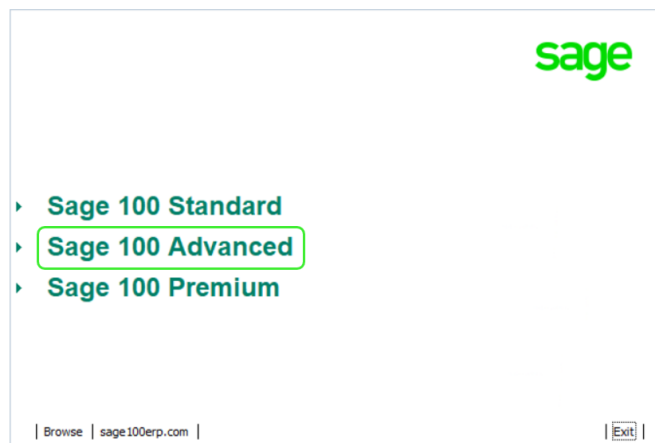 sage
Sage 100 Standard
Sage 100 Advanced
Sage 100 Premium
| Browse | sage100erp.com | | Exit |